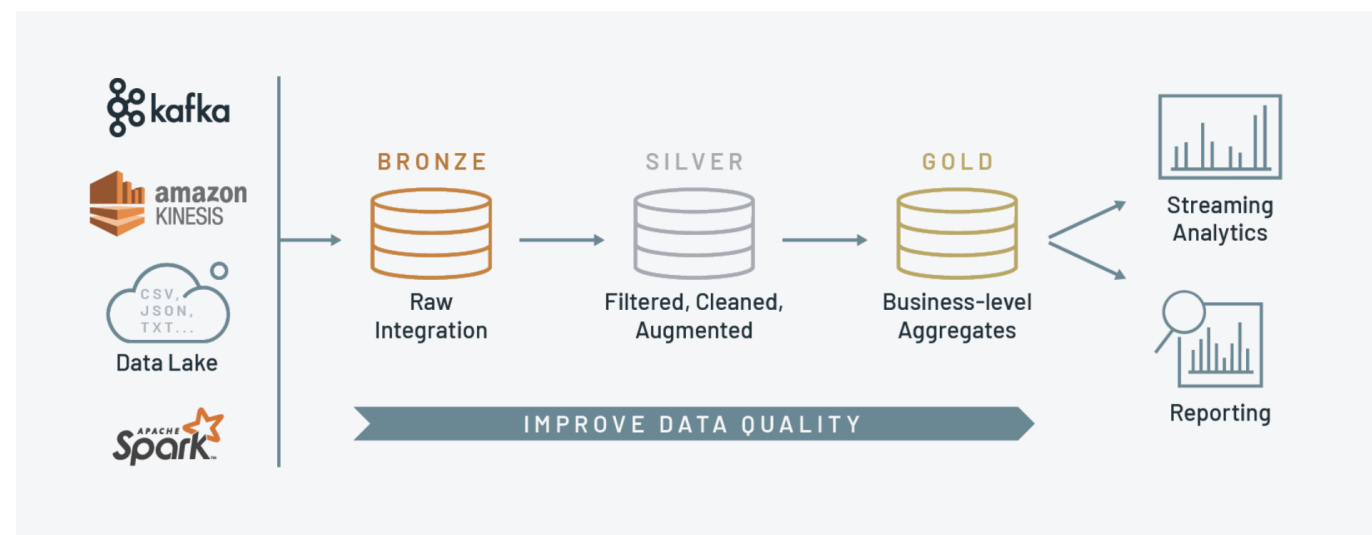 kafka
amazon
KINESIS
CSV,
JSON,
TXT...
Data Lake
APACHE
Spark™
BRONZE
Raw
Integration
SILVER
Filtered, Cleaned,
Augmented
GOLD
Business-level
Aggregates
IMPROVE DATA QUALITY
Streaming
Analytics
Reporting